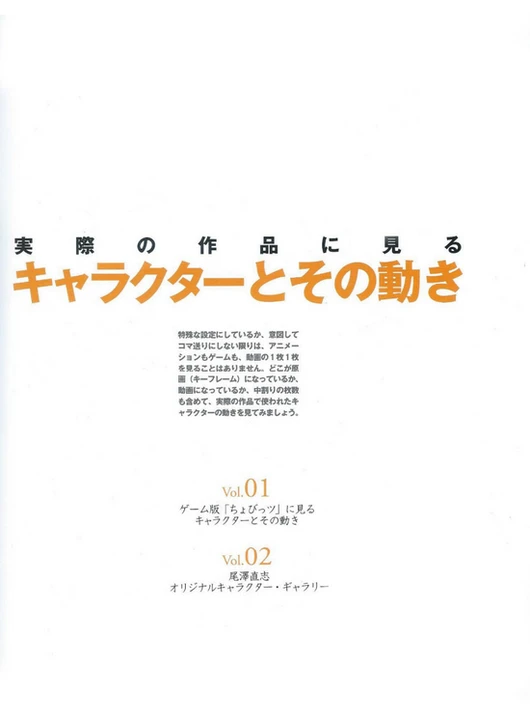 実際の作品に見る
キャラクターとその動き
特殊な設定にしているか、意図して
コマ送りにしない限りは、アニメー
ションもゲームも、動画の1枚1枚
を見ることはありません。どこが原
画（キーフレーム）になっているか、
動画になっているか、中割りの枚数
も含めて、実際の作品で使われたキ
ャラクターの動きを見てみましょう。
Vol.01
ゲーム版「ちょびっツ」に見る
キャラクターとその動き
Vol.02
尾澤直志
オリジナルキャラクター・ギャラリー